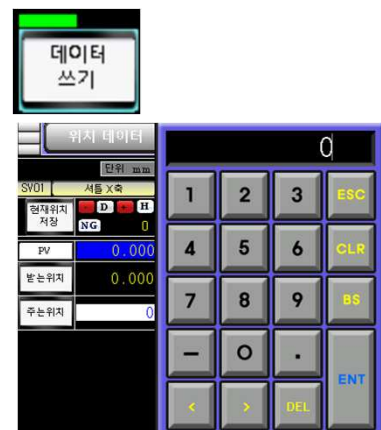 데이터
쓰기
위치 데이터
단위 mm
SV01 셔틀 X축
현재위치
저장
- D + H
NG 0
PV 0.000
받는위치 0.000
주는위치 0
0
1 2 3 ESC
4 5 6 CLR
7 8 9 BS
- 0 . ENT
< > DEL